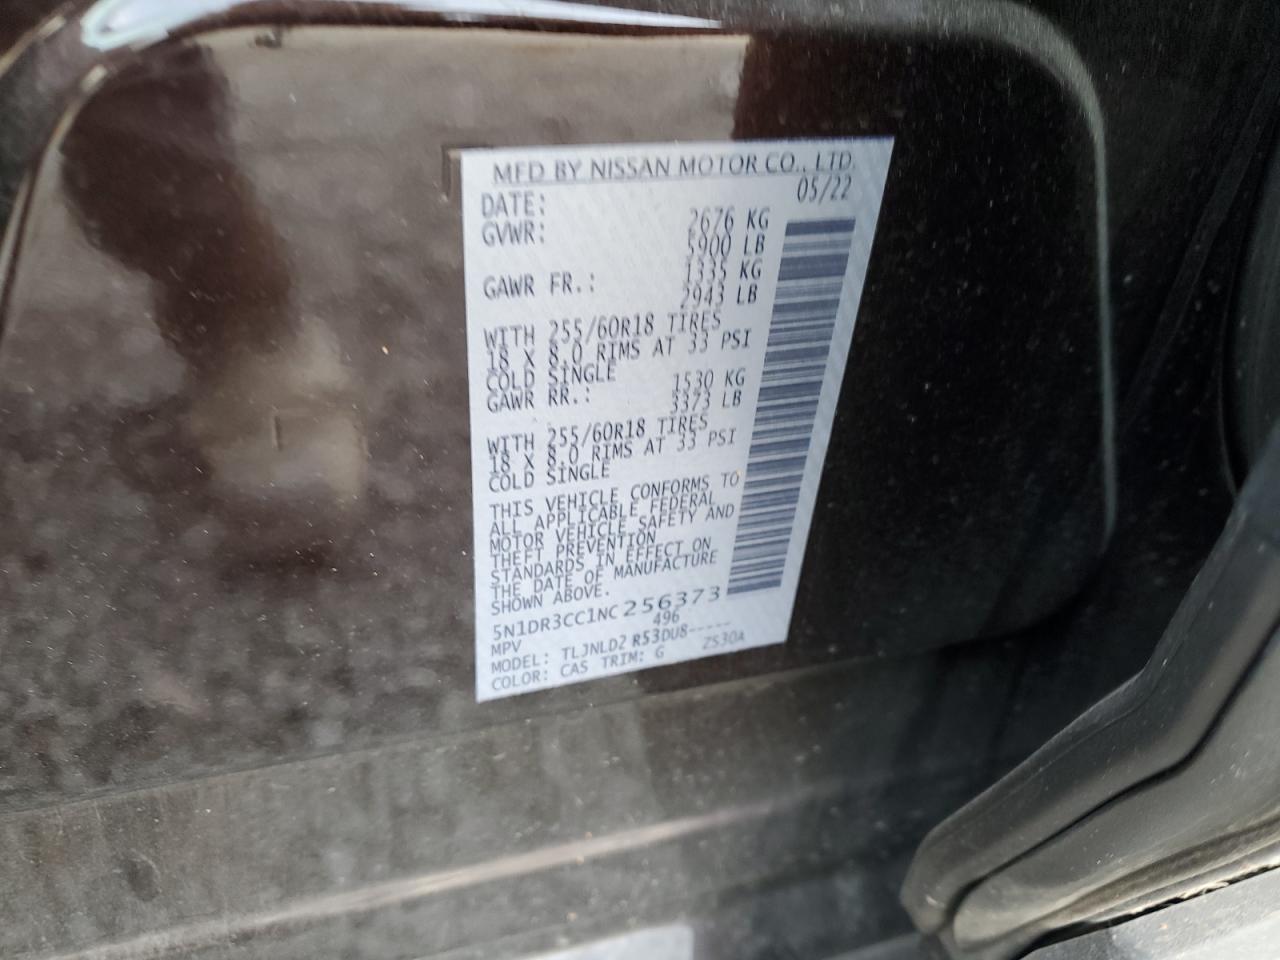 MFD BY NISSAN MOTOR CO., LTD.
DATE: 05/22
GVWR: 2676 KG
5900 LB
GAWR FR.: 1335 KG
2943 LB
WITH 255/60R18 TIRES
18 X 8.0 RIMS AT 33 PSI
COLD SINGLE
GAWR RR.: 1530 KG
3373 LB
WITH 255/60R18 TIRES
18 X 8.0 RIMS AT 33 PSI
COLD SINGLE
THIS VEHICLE CONFORMS TO
ALL APPLICABLE FEDERAL
MOTOR VEHICLE SAFETY AND
THEFT PREVENTION
STANDARDS IN EFFECT ON
THE DATE OF MANUFACTURE
SHOWN ABOVE.
5N1DR3CC1NC256373
MPV 496
MODEL: TLJNLD2 R53DU8-----
COLOR: CAS TRIM: G ZS30A